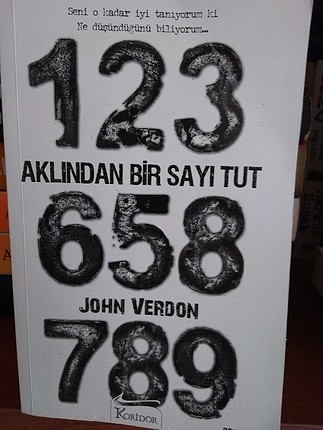 Seni o kadar iyi tanıyorum ki
Ne düşündüğünü biliyorum...
123
AKLINDAN BİR SAYI TUT
658
JOHN VERDON
789
KORİDOR